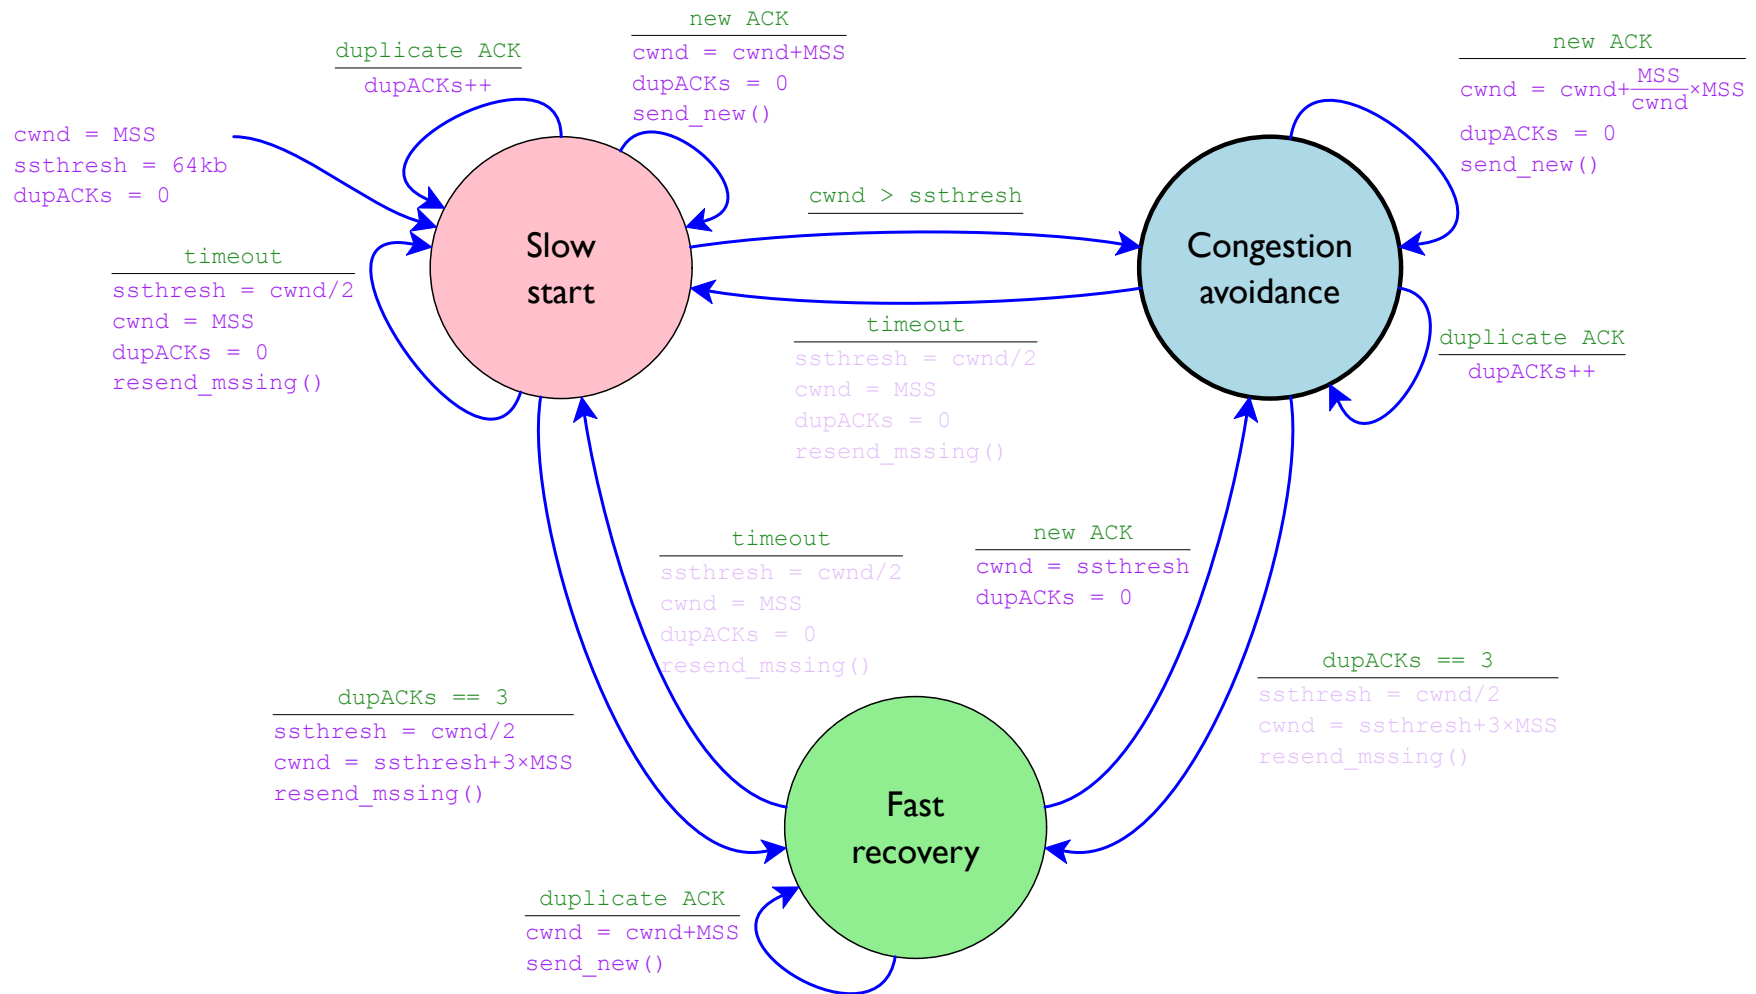 new ACK
cwnd = cwnd+MSS
dupACKs = 0
send_new()
duplicate ACK
dupACKs++
cwnd = MSS
ssthresh = 64kb
dupACKs = 0
timeout
ssthresh = cwnd/2
cwnd = MSS
dupACKs = 0
resend_mssing()
Slow
start
cwnd > ssthresh
timeout
ssthresh = cwnd/2
cwnd = MSS
dupACKs = 0
resend_mssing()
Congestion
avoidance
new ACK
cwnd = cwnd+MSS/cwnd×MSS
dupACKs = 0
send_new()
duplicate ACK
dupACKs++
timeout
ssthresh = cwnd/2
cwnd = MSS
dupACKs = 0
resend_mssing()
new ACK
cwnd = ssthresh
dupACKs = 0
dupACKs == 3
ssthresh = cwnd/2
cwnd = ssthresh+3×MSS
resend_mssing()
dupACKs == 3
ssthresh = cwnd/2
cwnd = ssthresh+3×MSS
resend_mssing()
Fast
recovery
duplicate ACK
cwnd = cwnd+MSS
send_new()